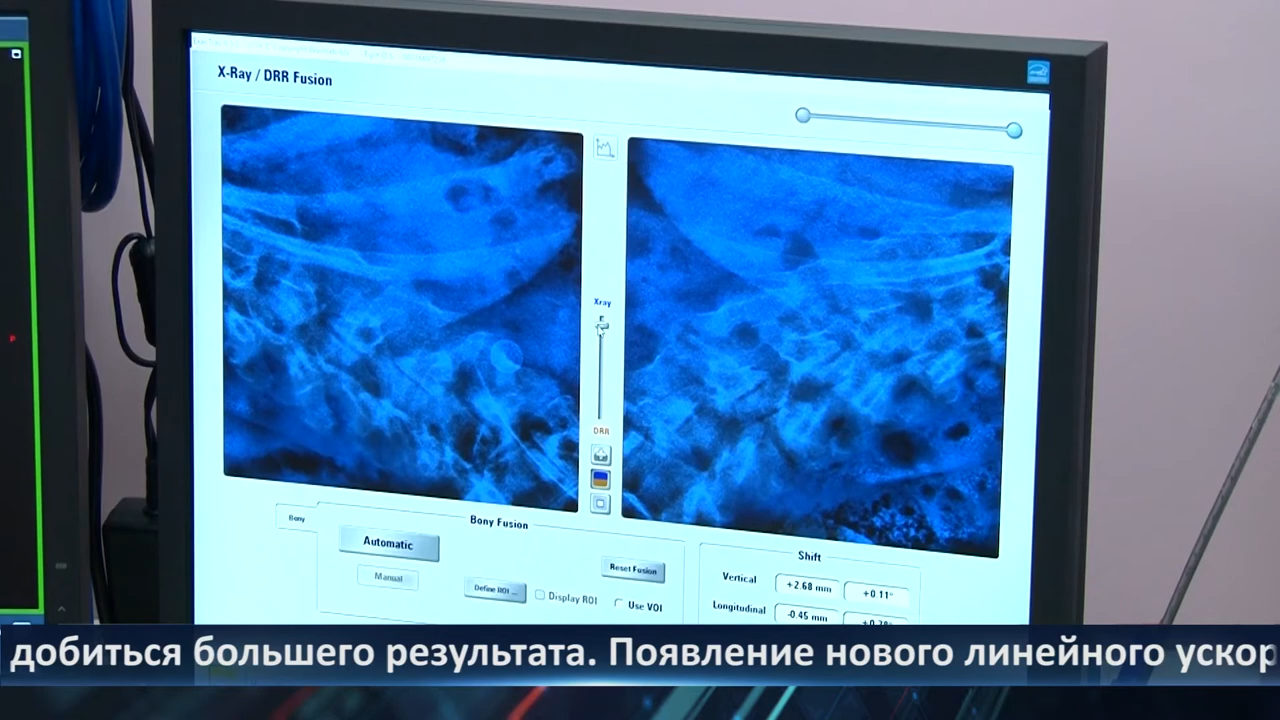 X-Ray / DRR Fusion
Xray
DRR
P
Bony
Bony Fusion
Automatic
Manual
Define ROI ...
Display ROI
Reset Fusion
Use VOI
Shift
Vertical
+2.68 mm
+0.11°
Longitudinal
-0.45 mm
добиться большего результата. Появление нового линейного ускор